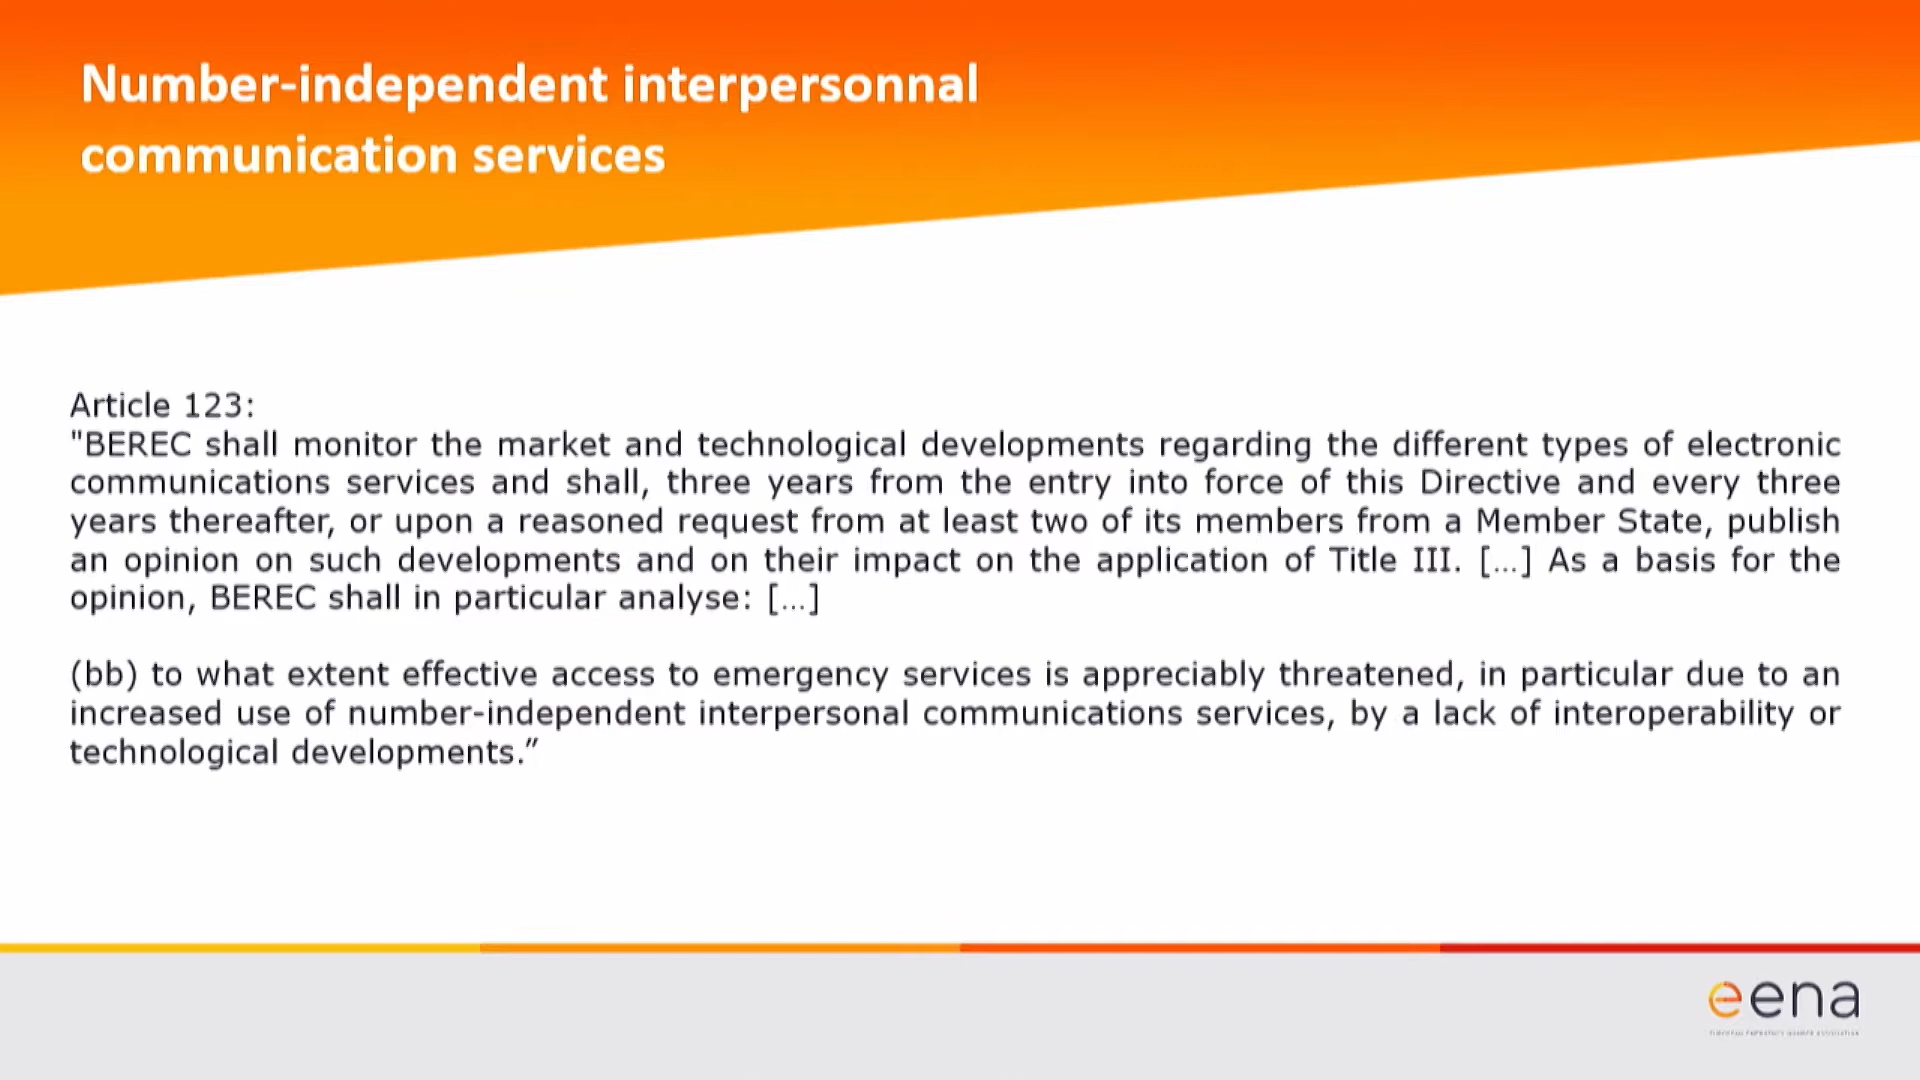 Number-independent interpersonnal
communication services
Article 123:
"BEREC shall monitor the market and technological developments regarding the different types of electronic
communications services and shall, three years from the entry into force of this Directive and every three
years thereafter, or upon a reasoned request from at least two of its members from a Member State, publish
an opinion on such developments and on their impact on the application of Title III. […] As a basis for the
opinion, BEREC shall in particular analyse: […]
(bb) to what extent effective access to emergency services is appreciably threatened, in particular due to an
increased use of number-independent interpersonal communications services, by a lack of interoperability or
technological developments.”
eena